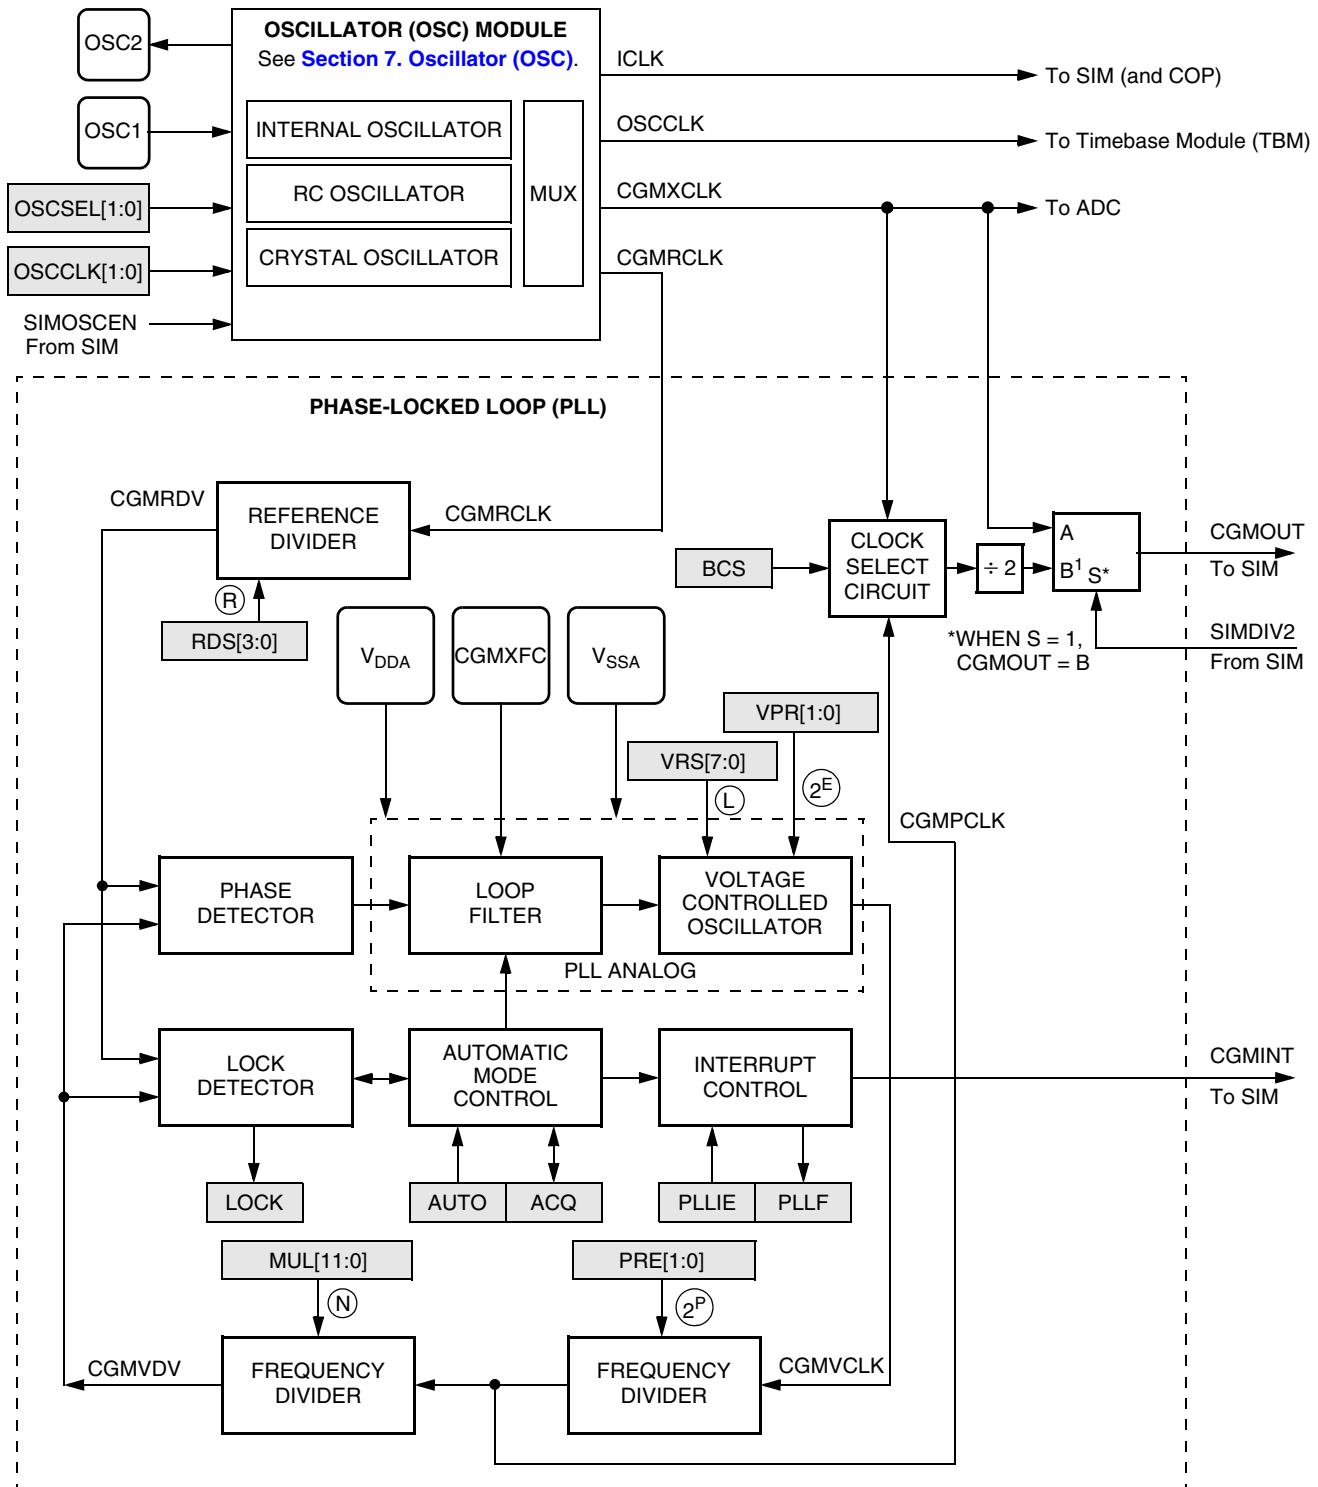 OSC2
OSCILLATOR (OSC) MODULE
See Section 7. Oscillator (OSC).
ICLK
To SIM (and COP)
OSC1
INTERNAL OSCILLATOR
OSCCLK
To Timebase Module (TBM)
OSCSEL[1:0]
RC OSCILLATOR
MUX
CGMXCLK
To ADC
OSCCLK[1:0]
CRYSTAL OSCILLATOR
CGMRCLK
SIMOSCEN
From SIM
PHASE-LOCKED LOOP (PLL)
CGMRDV
REFERENCE
DIVIDER
CGMRCLK
R
RDS[3:0]
BCS
CLOCK
SELECT
CIRCUIT
÷ 2
A
B¹ S*
CGMOUT
To SIM
*WHEN S = 1,
CGMOUT = B
SIMDIV2
From SIM
VDDA
CGMXFC
VSSA
VPR[1:0]
VRS[7:0]
L
2ᴱ
CGMPCLK
PHASE
DETECTOR
LOOP
FILTER
VOLTAGE
CONTROLLED
OSCILLATOR
PLL ANALOG
LOCK
DETECTOR
AUTOMATIC
MODE
CONTROL
INTERRUPT
CONTROL
CGMINT
To SIM
LOCK
AUTO
ACQ
PLLIE
PLLF
MUL[11:0]
PRE[1:0]
N
2ᴾ
CGMVDV
FREQUENCY
DIVIDER
FREQUENCY
DIVIDER
CGMVCLK